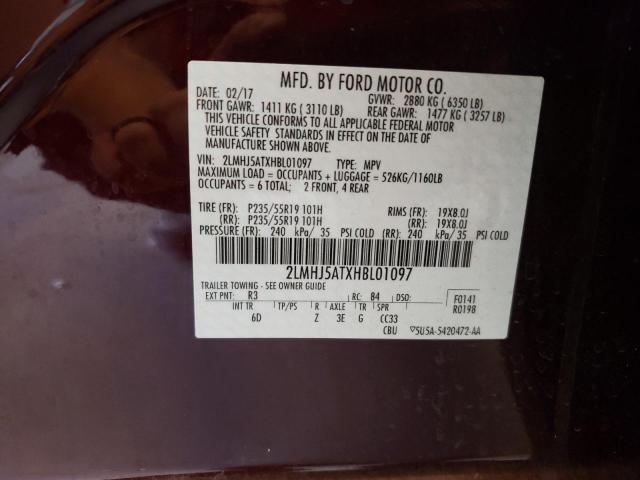 MFD. BY FORD MOTOR CO.
DATE: 02/17 GVWR: 2880 KG ( 6350 LB)
FRONT GAWR: 1411 KG ( 3110 LB) REAR GAWR: 1477 KG ( 3257 LB)
THIS VEHICLE CONFORMS TO ALL APPLICABLE FEDERAL MOTOR
VEHICLE SAFETY STANDARDS IN EFFECT ON THE DATE OF
MANUFACTURE SHOWN ABOVE.
VIN: 2LMHJ5ATXHBL01097 TYPE: MPV
MAXIMUM LOAD = OCCUPANTS + LUGGAGE = 526KG/1160LB
OCCUPANTS = 6 TOTAL; 2 FRONT, 4 REAR
TIRE (FR): P235/55R19 101H RIMS (FR): 19X8.0J
(RR): P235/55R19 101H (RR): 19X8.0J
PRESSURE (FR): 240 kPa/ 35 PSI COLD (RR): 240 kPa/ 35 PSI COLD
2LMHJ5ATXHBL01097
TRAILER TOWING - SEE OWNER GUIDE
EXT PNT: R3 RC: 84 DSO: F0141
R0198
INT TR TP/PS R AXLE TR SPR
6D Z 3E G CC33
CBU 5U5A-5420472-AA